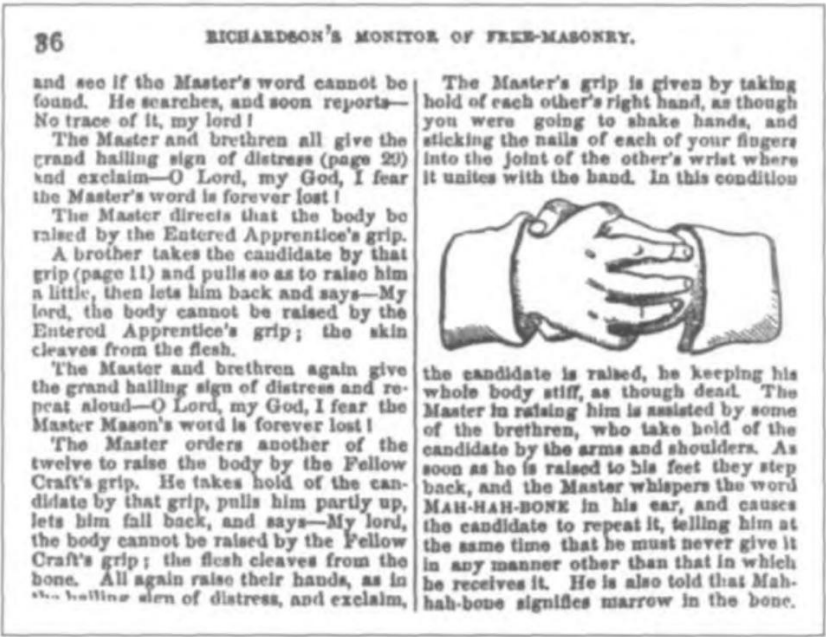 36
RICHARDSON'S MONITOR OF FREE-MASONRY.
and see if the Master's word cannot be
found. He searches, and soon reports—
No trace of it, my lord!
The Master and brethren all give the
grand hailing sign of distress (page 29)
and exclaim—O Lord, my God, I fear
the Master's word is forever lost!
The Master directs that the body be
raised by the Entered Apprentice's grip.
A brother takes the candidate by that
grip (page 11) and pulls so as to raise him
a little, then lets him back and says—My
lord, the body cannot be raised by the
Entered Apprentice's grip; the skin
cleaves from the flesh.
The Master and brethren again give
the grand hailing sign of distress and re-
peat aloud—O Lord, my God, I fear the
Master Mason's word is forever lost!
The Master orders another of the
twelve to raise the body by the Fellow
Craft's grip. He takes hold of the can-
didate by that grip, pulls him partly up,
lets him fall back, and says—My lord,
the body cannot be raised by the Fellow
Craft's grip; the flesh cleaves from the
bone. All again raise their hands, as in
the hailing sign of distress, and exclaim,
The Master's grip is given by taking
hold of each other's right hand, as though
you were going to shake hands, and
sticking the nails of each of your fingers
into the joint of the other's wrist where
it unites with the hand. In this condition
the candidate is raised, he keeping his
whole body stiff, as though dead. The
Master in raising him is assisted by some
of the brethren, who take hold of the
candidate by the arms and shoulders. As
soon as he is raised to his feet they step
back, and the Master whispers the word
MAH-HAH-BONE in his ear, and causes
the candidate to repeat it, telling him at
the same time that he must never give it
in any manner other than that in which
he receives it. He is also told that Mah-
hah-bone signifies marrow in the bone.